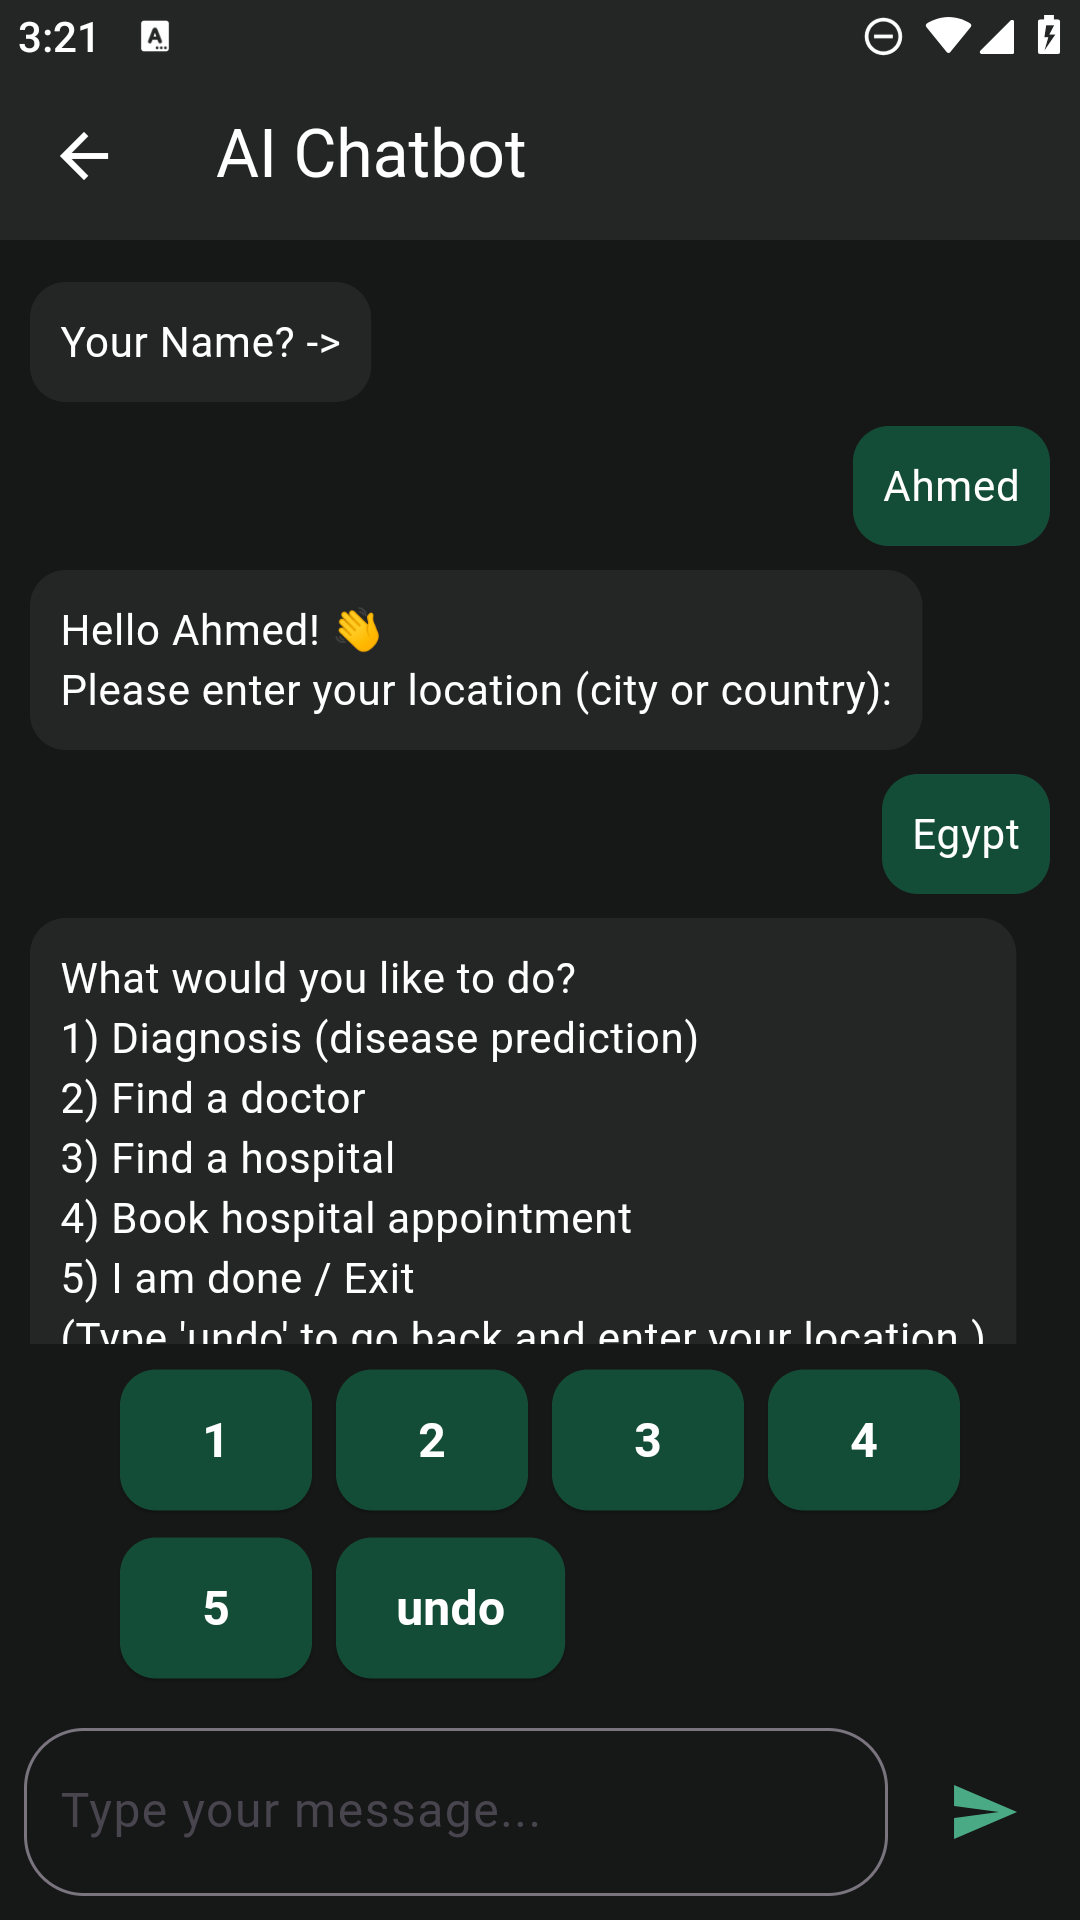 3:21
A
AI Chatbot
Your Name? ->
Ahmed
Hello Ahmed! 👋
Please enter your location (city or country):
Egypt
What would you like to do?
1) Diagnosis (disease prediction)
2) Find a doctor
3) Find a hospital
4) Book hospital appointment
5) I am done / Exit
(Type 'undo' to go back and enter your location )
1 2 3 4
5 undo
Type your message...